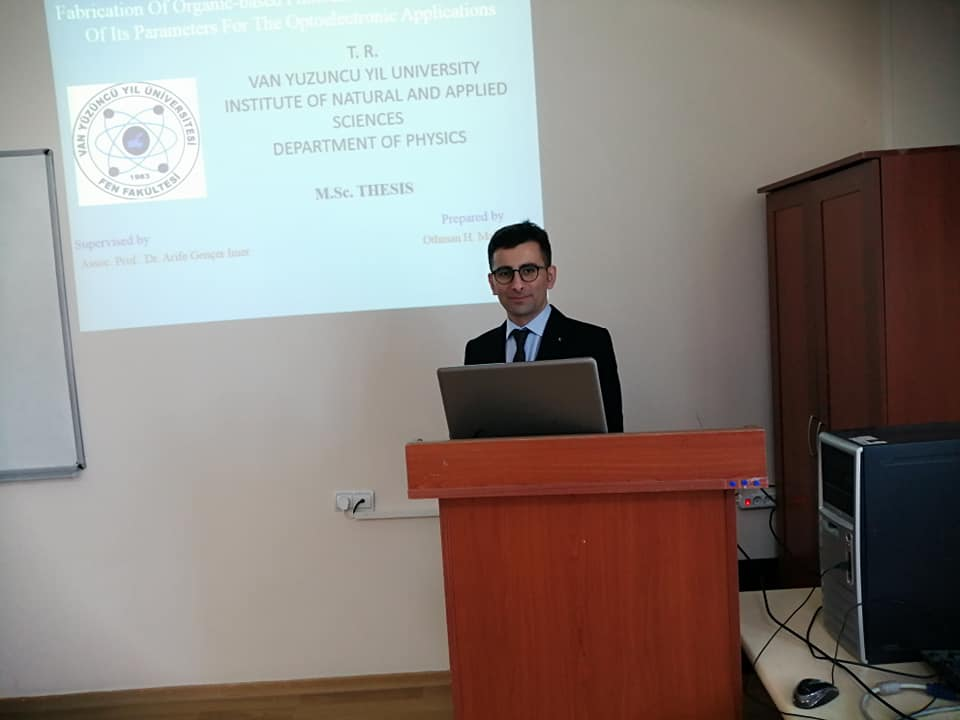 Fabrication Of Organic-based
Of Its Parameters For The Optoelectronic Applications
T. R.
VAN YUZUNCU YIL UNIVERSITY
INSTITUTE OF NATURAL AND APPLIED
SCIENCES
DEPARTMENT OF PHYSICS
VAN YÜZÜNCÜ YIL ÜNİVERSİTESİ
1983
FEN FAKÜLTESİ
M.Sc. THESIS
Supervised by
Assoc. Prof. Dr. Arife Gençer Imer
Prepared by
Othman H.